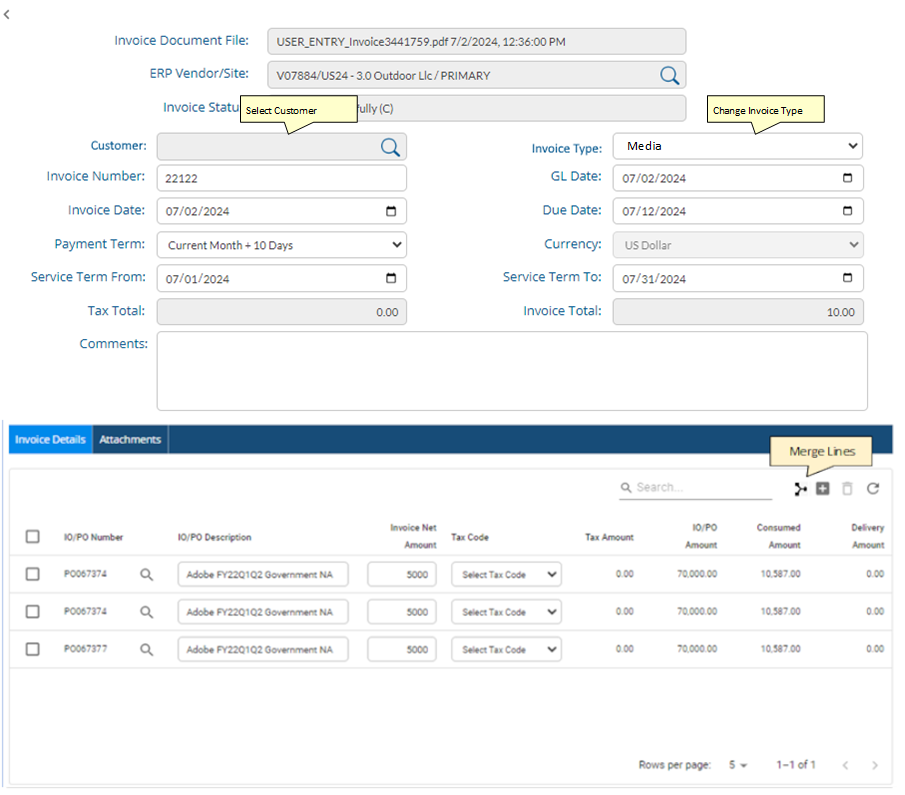 Invoice Document File: USER_ENTRY_Invoice3441759.pdf 7/2/2024, 12:36:00 PM
ERP Vendor/Site: V07884/US24 - 3.0 Outdoor Llc / PRIMARY
Invoice Statu fully (C)
Select Customer
Change Invoice Type
Customer: Invoice Type: Media
Invoice Number: 22122 GL Date: 07/02/2024
Invoice Date: 07/02/2024 Due Date: 07/12/2024
Payment Term: Current Month + 10 Days Currency: US Dollar
Service Term From: 07/01/2024 Service Term To: 07/31/2024
Tax Total: 0.00 Invoice Total: 10.00
Comments:
Invoice Details Attachments
Merge Lines
Search...
IO/PO Number IO/PO Description Invoice Net Amount Tax Code Tax Amount IO/PO Amount Consumed Amount Delivery Amount
PO067374 Adobe FY22Q1Q2 Government NA 5000 Select Tax Code 0.00 70,000.00 10,587.00 0.00
PO067374 Adobe FY22Q1Q2 Government NA 5000 Select Tax Code 0.00 70,000.00 10,587.00 0.00
PO067377 Adobe FY22Q1Q2 Government NA 5000 Select Tax Code 0.00 70,000.00 10,587.00 0.00
Rows per page: 5 1–1 of 1